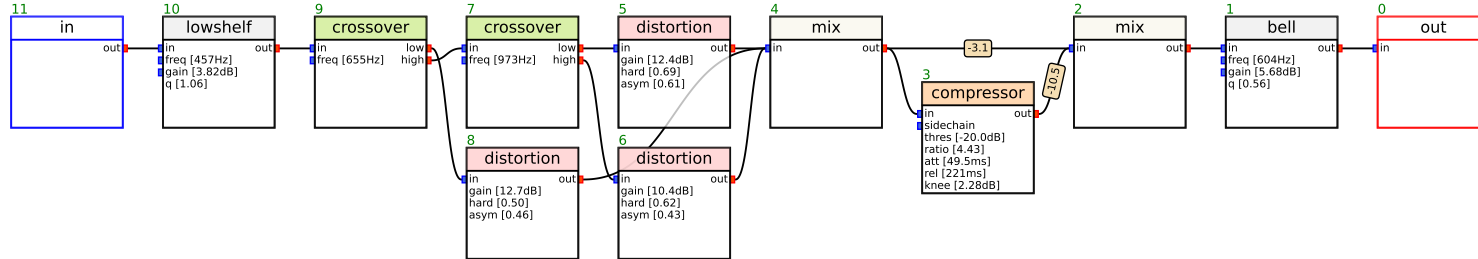 11
in
out
10
lowshelf
in out
freq [457Hz]
gain [3.82dB]
q [1.06]
9
crossover
in low
freq [655Hz] high
7
crossover
in low
freq [973Hz] high
5
distortion
in out
gain [12.4dB]
hard [0.69]
asym [0.61]
4
mix
in out
-3.1
-10.5
2
mix
in out
1
bell
in out
freq [604Hz]
gain [5.68dB]
q [0.56]
0
out
in
3
compressor
in out
sidechain
thres [-20.0dB]
ratio [4.43]
att [49.5ms]
rel [221ms]
knee [2.28dB]
8
distortion
in out
gain [12.7dB]
hard [0.50]
asym [0.46]
6
distortion
in out
gain [10.4dB]
hard [0.62]
asym [0.43]